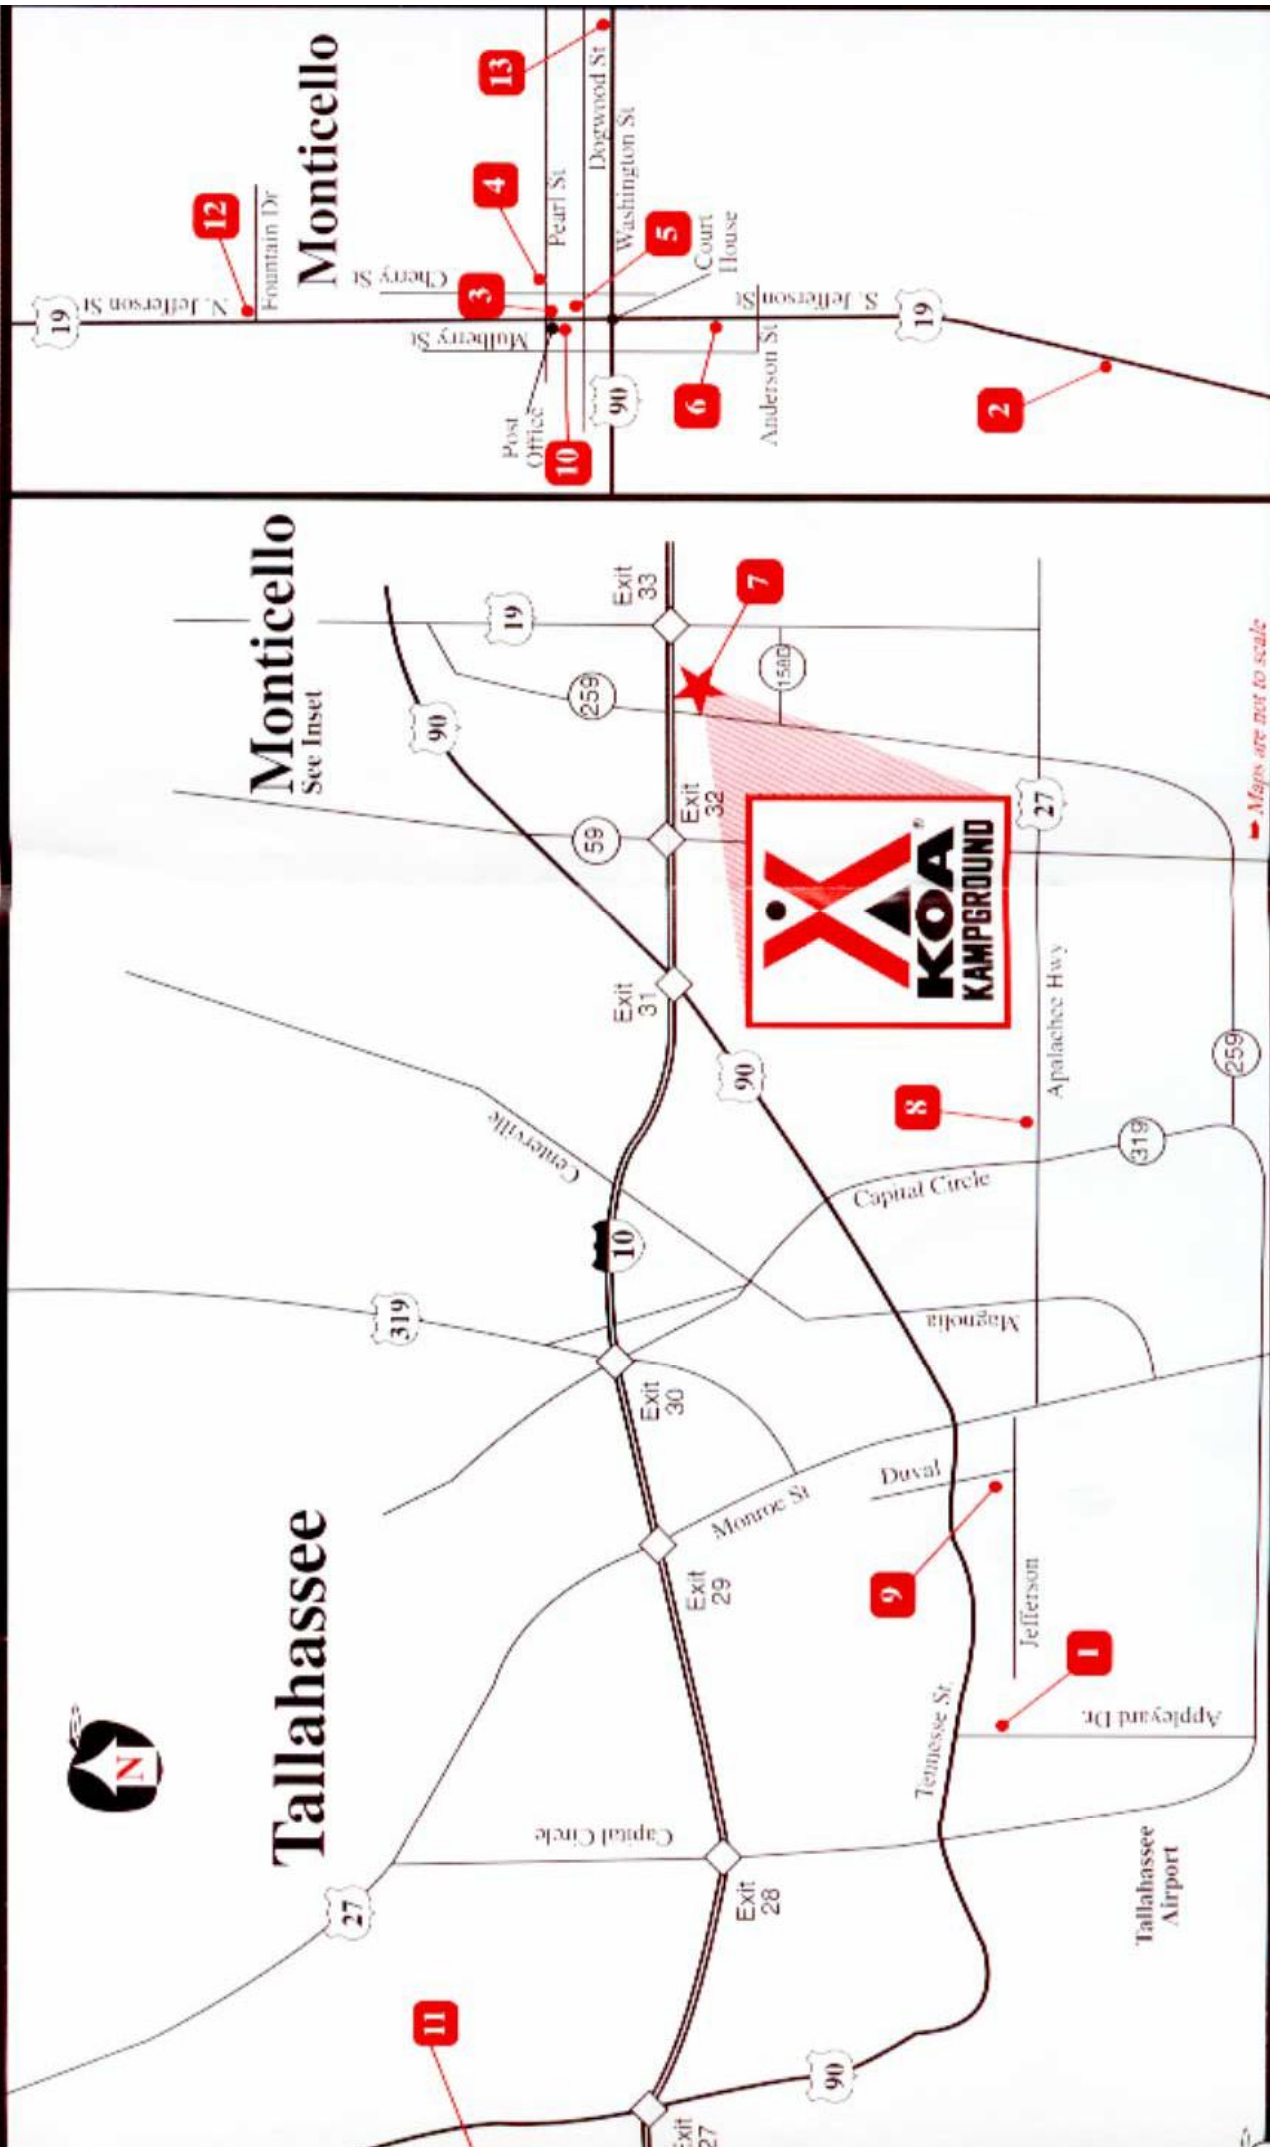 N
Tallahassee
27
11
319
Capital Circle
Exit
27
Exit
28
Exit
29
Exit
30
10
90
Monroe St
Tennesse St.
9
Duval
Jefferson
1
Appleyard Dr.
Tallahassee
Airport
Centerville
Magnolia
Capital Circle
8
319
Apalachee Hwy
259
Monticello
See Inset
90
19
259
59
Exit
31
Exit
32
Exit
33
90
7
158D
KOA®
KAMPGROUND
27
➡ Maps are not to scale
Monticello
19
N. Jefferson St
12
Fountain Dr
Cherry St
Mulberry St
3
4
13
Pearl St
Post
Office
10
Dogwood St
90
Washington St
5
Court
House
6
Anderson St
S. Jefferson St
19
2